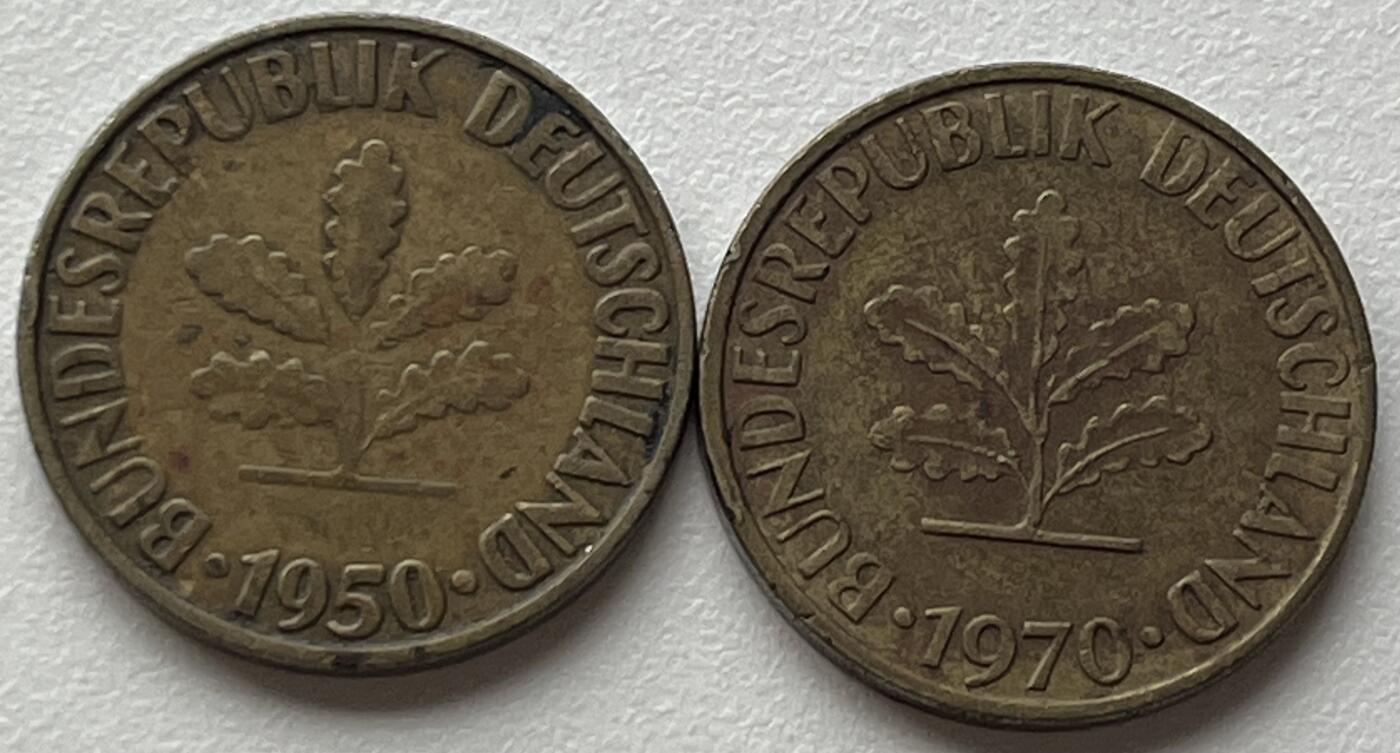 BUNDESREPUBLIK DEUTSCHLAND
· 1950 ·
BUNDESREPUBLIK DEUTSCHLAND
· 1970 ·